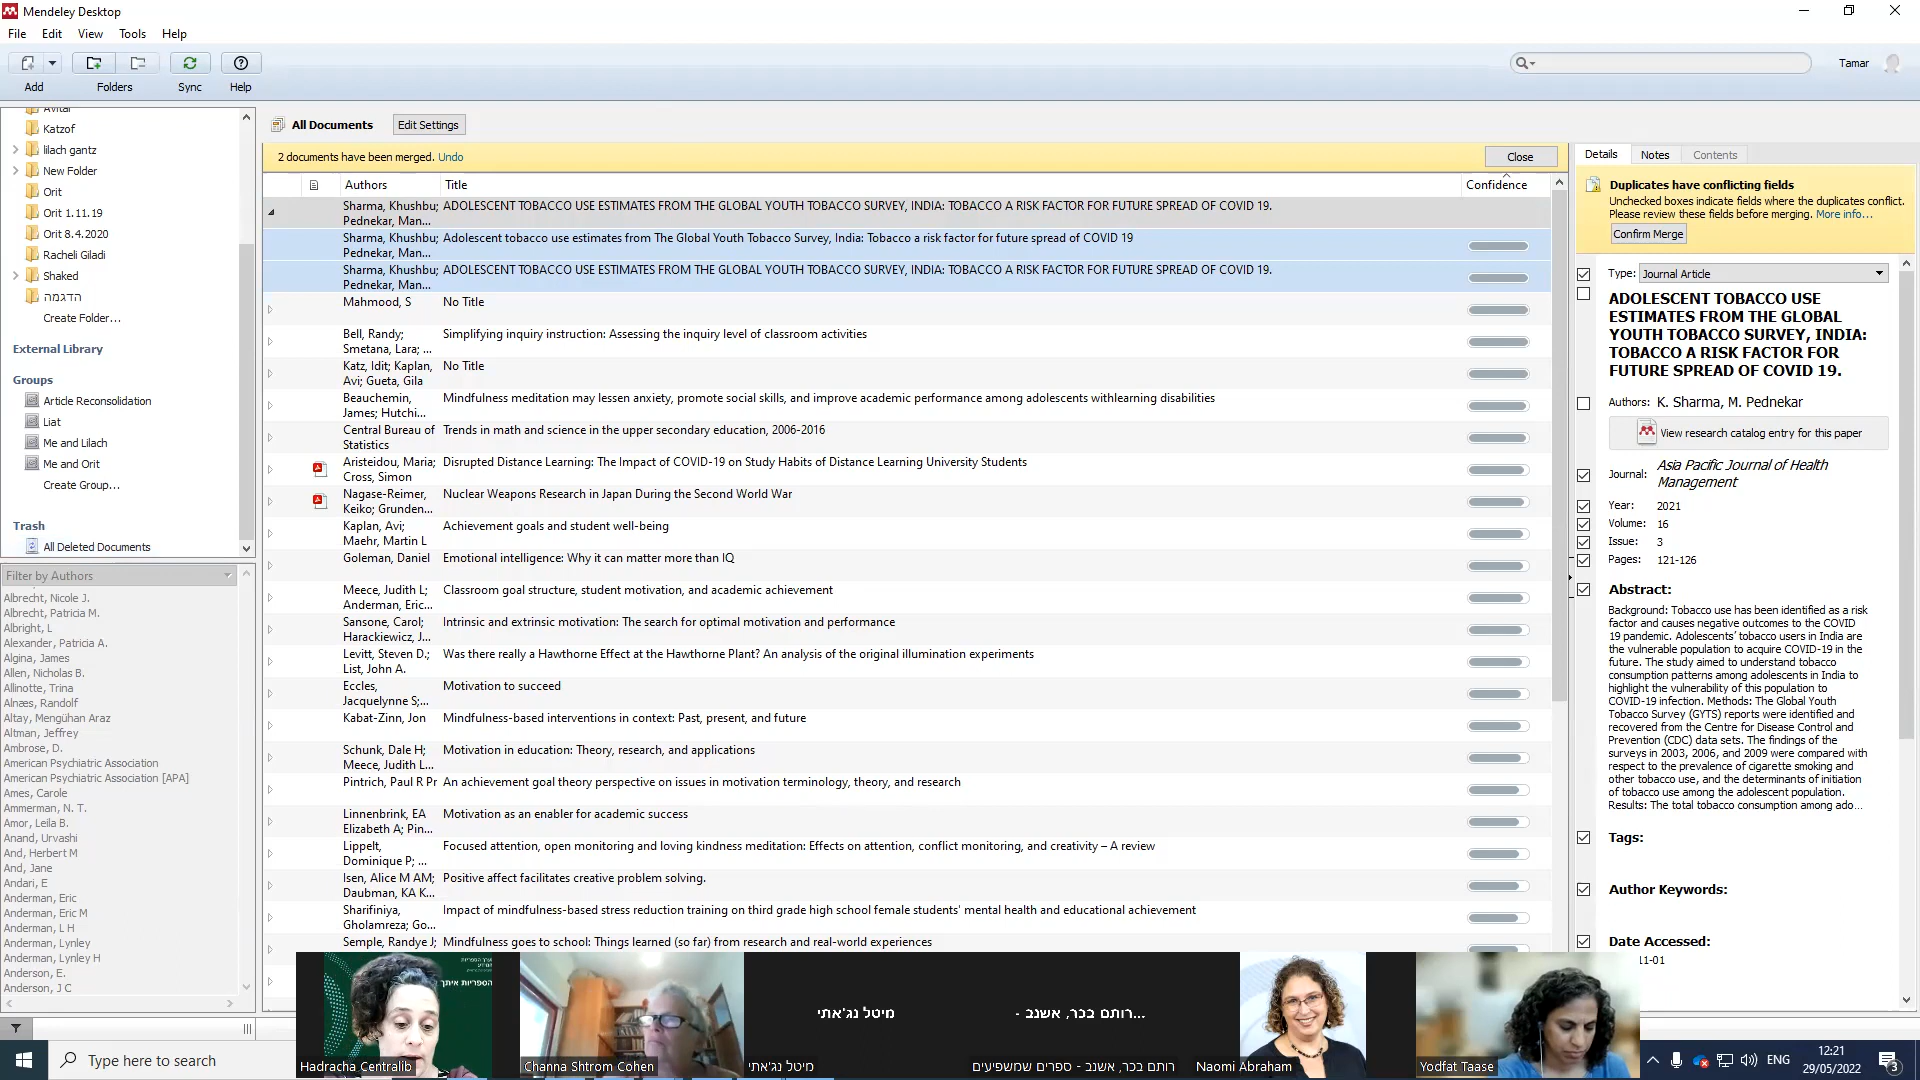 Mendeley Desktop
File Edit View Tools Help
Add Folders Sync Help
Tamar
Avital
Katzof
lilach gantz
New Folder
Orit
Orit 1.11.19
Orit 8.4.2020
Racheli Giladi
Shaked
הדגמה
Create Folder...
External Library
Groups
Article Reconsolidation
Liat
Me and Lilach
Me and Orit
Create Group...
Trash
All Deleted Documents
Filter by Authors
Albrecht, Nicole J.
Albrecht, Patricia M.
Albright, L
Alexander, Patricia A.
Algina, James
Allen, Nicholas B.
Allinotte, Trina
Alnæs, Randolf
Altay, Mengühan Araz
Altman, Jeffrey
Ambrose, D.
American Psychiatric Association
American Psychiatric Association [APA]
Ames, Carole
Ammerman, N. T.
Amor, Leila B.
Anand, Urvashi
And, Herbert M
And, Jane
Andari, E
Anderman, Eric
Anderman, Eric M
Anderman, L H
Anderman, Lynley
Anderman, Lynley H
Anderson, E.
Anderson, J C
All Documents Edit Settings
2 documents have been merged. Undo Close
Authors Title Confidence
Sharma, Khushbu; ADOLESCENT TOBACCO USE ESTIMATES FROM THE GLOBAL YOUTH TOBACCO SURVEY, INDIA: TOBACCO A RISK FACTOR FOR FUTURE SPREAD OF COVID 19.
Pednekar, Man...
Sharma, Khushbu; Adolescent tobacco use estimates from The Global Youth Tobacco Survey, India: Tobacco a risk factor for future spread of COVID 19
Pednekar, Man...
Sharma, Khushbu; ADOLESCENT TOBACCO USE ESTIMATES FROM THE GLOBAL YOUTH TOBACCO SURVEY, INDIA: TOBACCO A RISK FACTOR FOR FUTURE SPREAD OF COVID 19.
Pednekar, Man...
Mahmood, S No Title
Bell, Randy; Simplifying inquiry instruction: Assessing the inquiry level of classroom activities
Smetana, Lara; ...
Katz, Idit; Kaplan, No Title
Avi; Gueta, Gila
Beauchemin, Mindfulness meditation may lessen anxiety, promote social skills, and improve academic performance among adolescents withlearning disabilities
James; Hutchi...
Central Bureau of Trends in math and science in the upper secondary education, 2006-2016
Statistics
Aristeidou, Maria; Disrupted Distance Learning: The Impact of COVID-19 on Study Habits of Distance Learning University Students
Cross, Simon
Nagase-Reimer, Nuclear Weapons Research in Japan During the Second World War
Keiko; Grunden...
Kaplan, Avi; Achievement goals and student well-being
Maehr, Martin L
Goleman, Daniel Emotional intelligence: Why it can matter more than IQ
Meece, Judith L; Classroom goal structure, student motivation, and academic achievement
Anderman, Eric...
Sansone, Carol; Intrinsic and extrinsic motivation: The search for optimal motivation and performance
Harackiewicz, J...
Levitt, Steven D.; Was there really a Hawthorne Effect at the Hawthorne Plant? An analysis of the original illumination experiments
List, John A.
Eccles, Motivation to succeed
Jacquelynne S;...
Kabat-Zinn, Jon Mindfulness-based interventions in context: Past, present, and future
Schunk, Dale H; Motivation in education: Theory, research, and applications
Meece, Judith L...
Pintrich, Paul R Pr An achievement goal theory perspective on issues in motivation terminology, theory, and research
Linnenbrink, EA Motivation as an enabler for academic success
Elizabeth A; Pin...
Lippelt, Focused attention, open monitoring and loving kindness meditation: Effects on attention, conflict monitoring, and creativity – A review
Dominique P; ...
Isen, Alice M AM; Positive affect facilitates creative problem solving.
Daubman, KA K...
Sharifiniya, Impact of mindfulness-based stress reduction training on third grade high school female students' mental health and educational achievement
Gholamreza; Go...
Semple, Randye J; Mindfulness goes to school: Things learned (so far) from research and real-world experiences
Details Notes Contents
Duplicates have conflicting fields
Unchecked boxes indicate fields where the duplicates conflict.
Please review these fields before merging. More info...
Confirm Merge
Type: Journal Article
ADOLESCENT TOBACCO USE
ESTIMATES FROM THE GLOBAL
YOUTH TOBACCO SURVEY, INDIA:
TOBACCO A RISK FACTOR FOR
FUTURE SPREAD OF COVID 19.
Authors: K. Sharma, M. Pednekar
View research catalog entry for this paper
Journal: Asia Pacific Journal of Health
Management
Year: 2021
Volume: 16
Issue: 3
Pages: 121-126
Abstract:
Background: Tobacco use has been identified as a risk
factor and causes negative outcomes to the COVID
19 pandemic. Adolescents' tobacco users in India are
the vulnerable population to acquire COVID-19 in the
future. The study aimed to understand tobacco
consumption patterns among adolescents in India to
highlight the vulnerability of this population to
COVID-19 infection. Methods: The Global Youth
Tobacco Survey (GYTS) reports were identified and
recovered from the Centre for Disease Control and
Prevention (CDC) data sets. The findings of the
surveys in 2003, 2006, and 2009 were compared with
respect to the prevalence of cigarette smoking and
other tobacco use, and the determinants of initiation
of tobacco use among the adolescent population.
Results: The total tobacco consumption among ado...
Tags:
Author Keywords:
Date Accessed:
11-01
הספריות איתך
Hadracha Centralib
Channa Shtrom Cohen
מיטל נג'אתי
מיטל נג'אתי
רותם בכר, אשנב - ...
רותם בכר, אשנב - ספרים שמשפיעים
Naomi Abraham
Yodfat Taase
Type here to search
ENG
12:21
29/05/2022
3